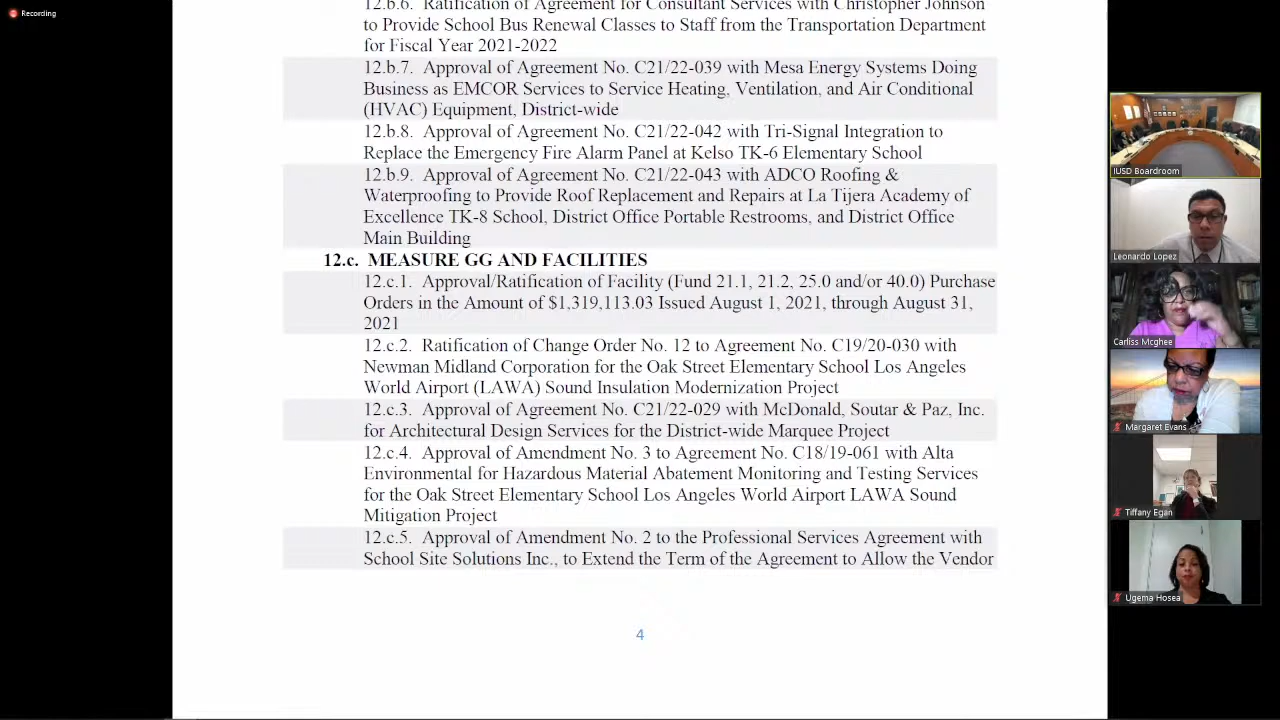 Recording
12.b.6. Ratification of Agreement for Consultant Services with Christopher Johnson
to Provide School Bus Renewal Classes to Staff from the Transportation Department
for Fiscal Year 2021-2022
12.b.7. Approval of Agreement No. C21/22-039 with Mesa Energy Systems Doing
Business as EMCOR Services to Service Heating, Ventilation, and Air Conditional
(HVAC) Equipment, District-wide
12.b.8. Approval of Agreement No. C21/22-042 with Tri-Signal Integration to
Replace the Emergency Fire Alarm Panel at Kelso TK-6 Elementary School
12.b.9. Approval of Agreement No. C21/22-043 with ADCO Roofing &
Waterproofing to Provide Roof Replacement and Repairs at La Tijera Academy of
Excellence TK-8 School, District Office Portable Restrooms, and District Office
Main Building
12.c. MEASURE GG AND FACILITIES
12.c.1. Approval/Ratification of Facility (Fund 21.1, 21.2, 25.0 and/or 40.0) Purchase
Orders in the Amount of $1,319,113.03 Issued August 1, 2021, through August 31,
2021
12.c.2. Ratification of Change Order No. 12 to Agreement No. C19/20-030 with
Newman Midland Corporation for the Oak Street Elementary School Los Angeles
World Airport (LAWA) Sound Insulation Modernization Project
12.c.3. Approval of Agreement No. C21/22-029 with McDonald, Soutar & Paz, Inc.
for Architectural Design Services for the District-wide Marquee Project
12.c.4. Approval of Amendment No. 3 to Agreement No. C18/19-061 with Alta
Environmental for Hazardous Material Abatement Monitoring and Testing Services
for the Oak Street Elementary School Los Angeles World Airport LAWA Sound
Mitigation Project
12.c.5. Approval of Amendment No. 2 to the Professional Services Agreement with
School Site Solutions Inc., to Extend the Term of the Agreement to Allow the Vendor
4
IUSD Boardroom
Leonardo Lopez
Carliss Mcghee
Margaret Evans
Tiffany Egan
Ugema Hosea